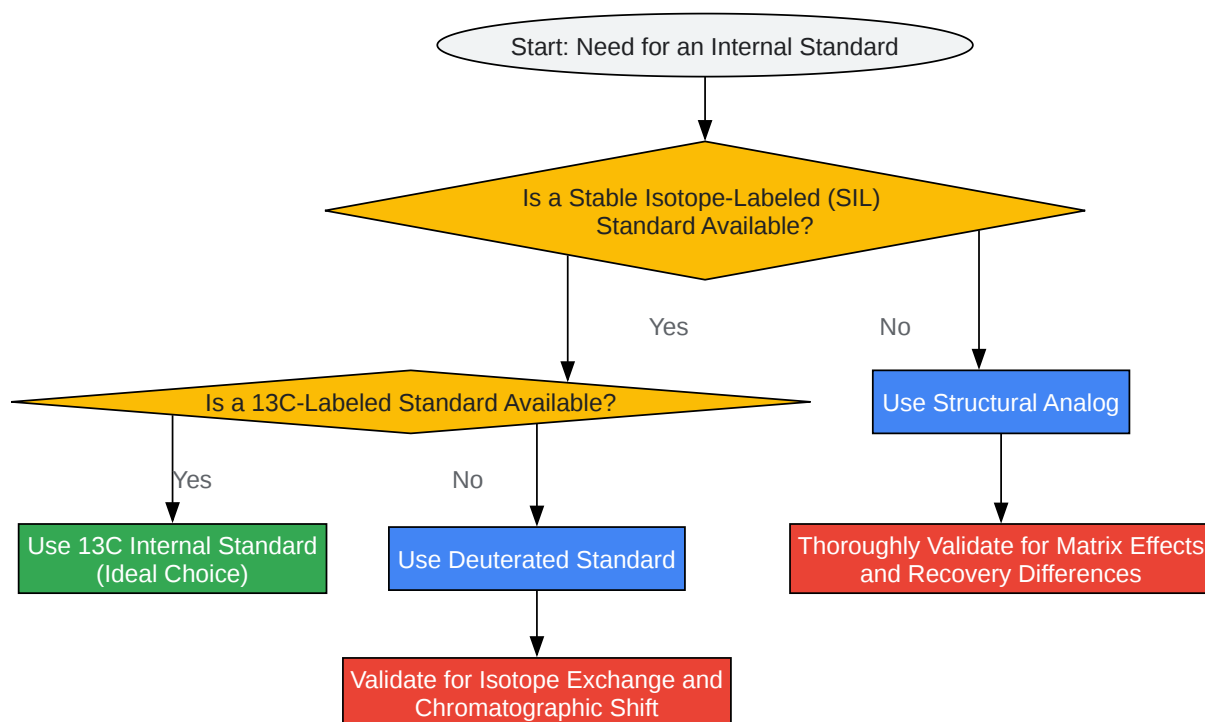 Start: Need for an Internal Standard
Is a Stable Isotope-Labeled (SIL)
Standard Available?
Yes
No
Is a 13C-Labeled Standard Available?
Use Structural Analog
Yes
No
Use 13C Internal Standard
(Ideal Choice)
Use Deuterated Standard
Thoroughly Validate for Matrix Effects
and Recovery Differences
Validate for Isotope Exchange and
Chromatographic Shift